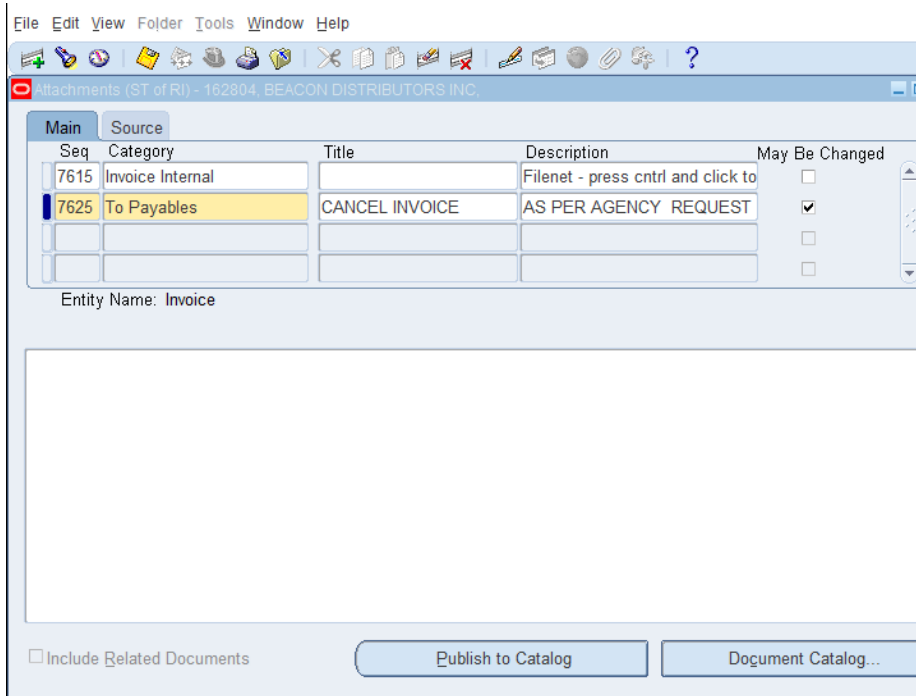 File Edit View Folder Tools Window Help
Attachments (ST of RI) - 162804, BEACON DISTRIBUTORS INC,
Main Source
Seq Category Title Description May Be Changed
7615 Invoice Internal Filenet - press cntrl and click to
7625 To Payables CANCEL INVOICE AS PER AGENCY REQUEST
Entity Name: Invoice
Include Related Documents Publish to Catalog Document Catalog...